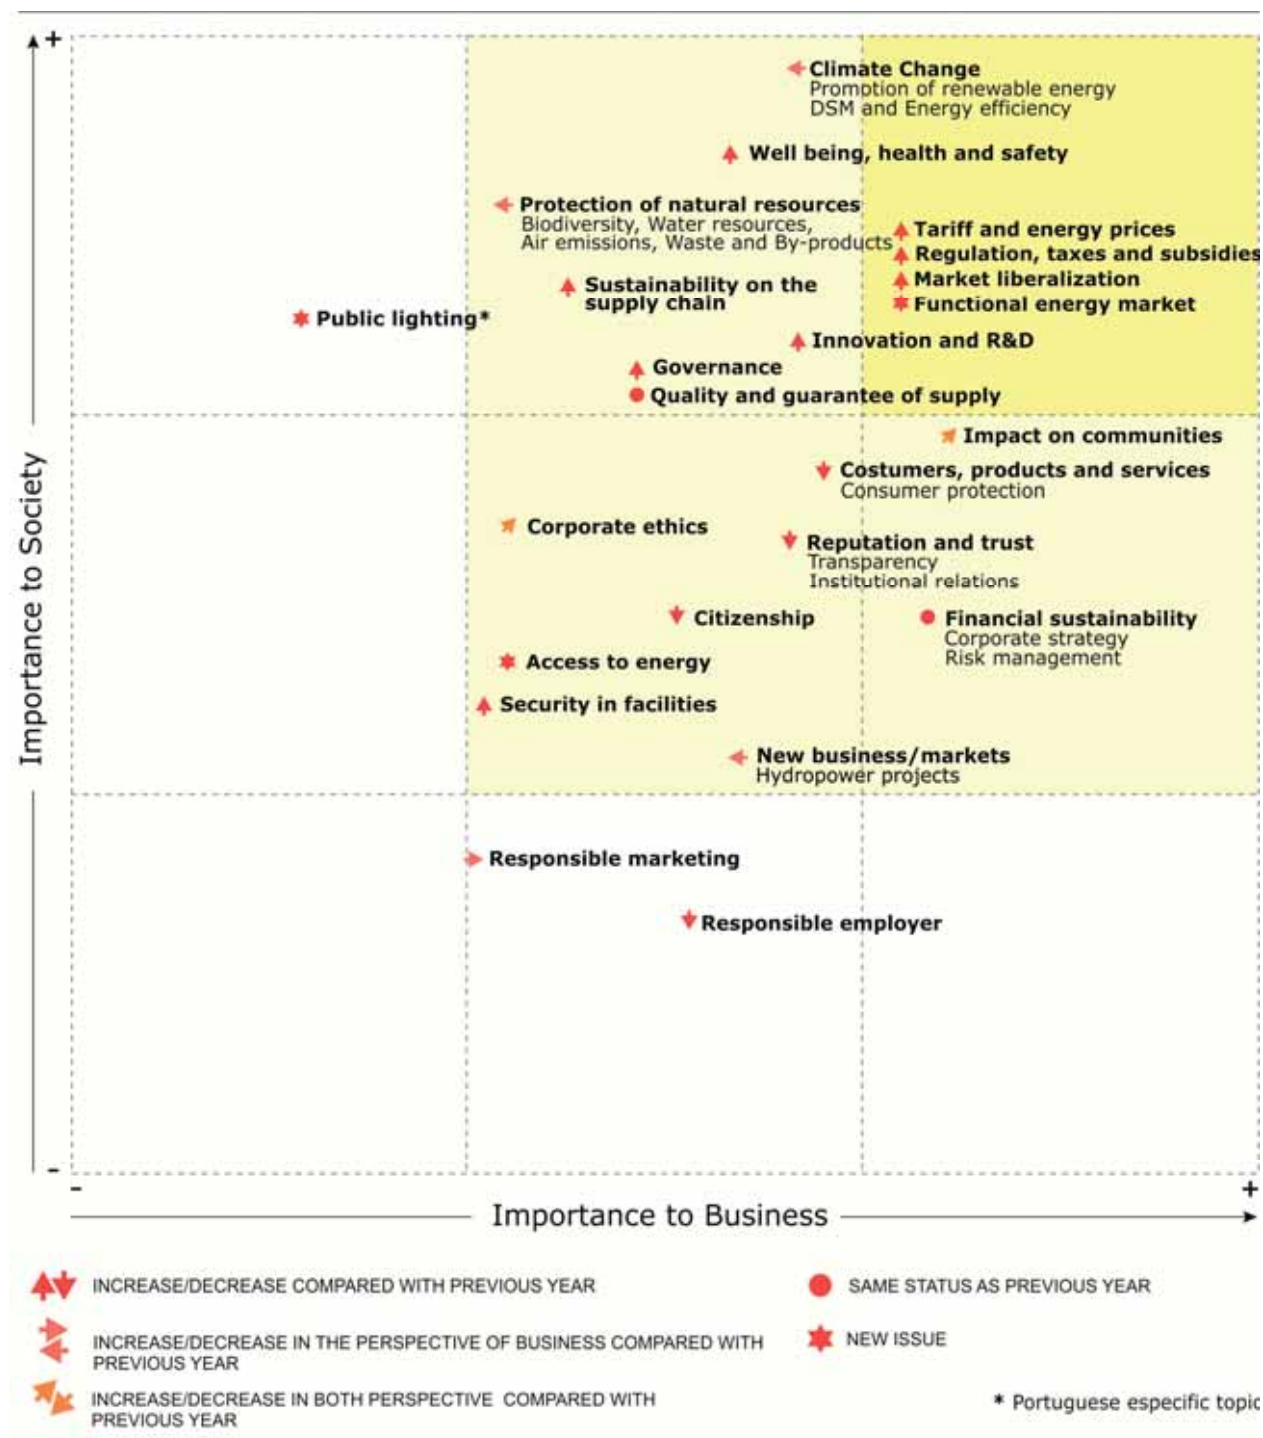 +
Climate Change
Promotion of renewable energy
DSM and Energy efficiency
Well being, health and safety
Protection of natural resources
Biodiversity, Water resources,
Air emissions, Waste and By-products
Tariff and energy prices
Regulation, taxes and subsidies
Market liberalization
Functional energy market
Sustainability on the
supply chain
Public lighting*
Innovation and R&D
Governance
Quality and guarantee of supply
Impact on communities
Costumers, products and services
Consumer protection
Corporate ethics
Reputation and trust
Transparency
Institutional relations
Citizenship
Financial sustainability
Corporate strategy
Risk management
Access to energy
Security in facilities
New business/markets
Hydropower projects
Responsible marketing
Responsible employer
Importance to Society
-
- +
Importance to Business
INCREASE/DECREASE COMPARED WITH PREVIOUS YEAR
INCREASE/DECREASE IN THE PERSPECTIVE OF BUSINESS COMPARED WITH
PREVIOUS YEAR
INCREASE/DECREASE IN BOTH PERSPECTIVE COMPARED WITH
PREVIOUS YEAR
SAME STATUS AS PREVIOUS YEAR
NEW ISSUE
* Portuguese especific topic